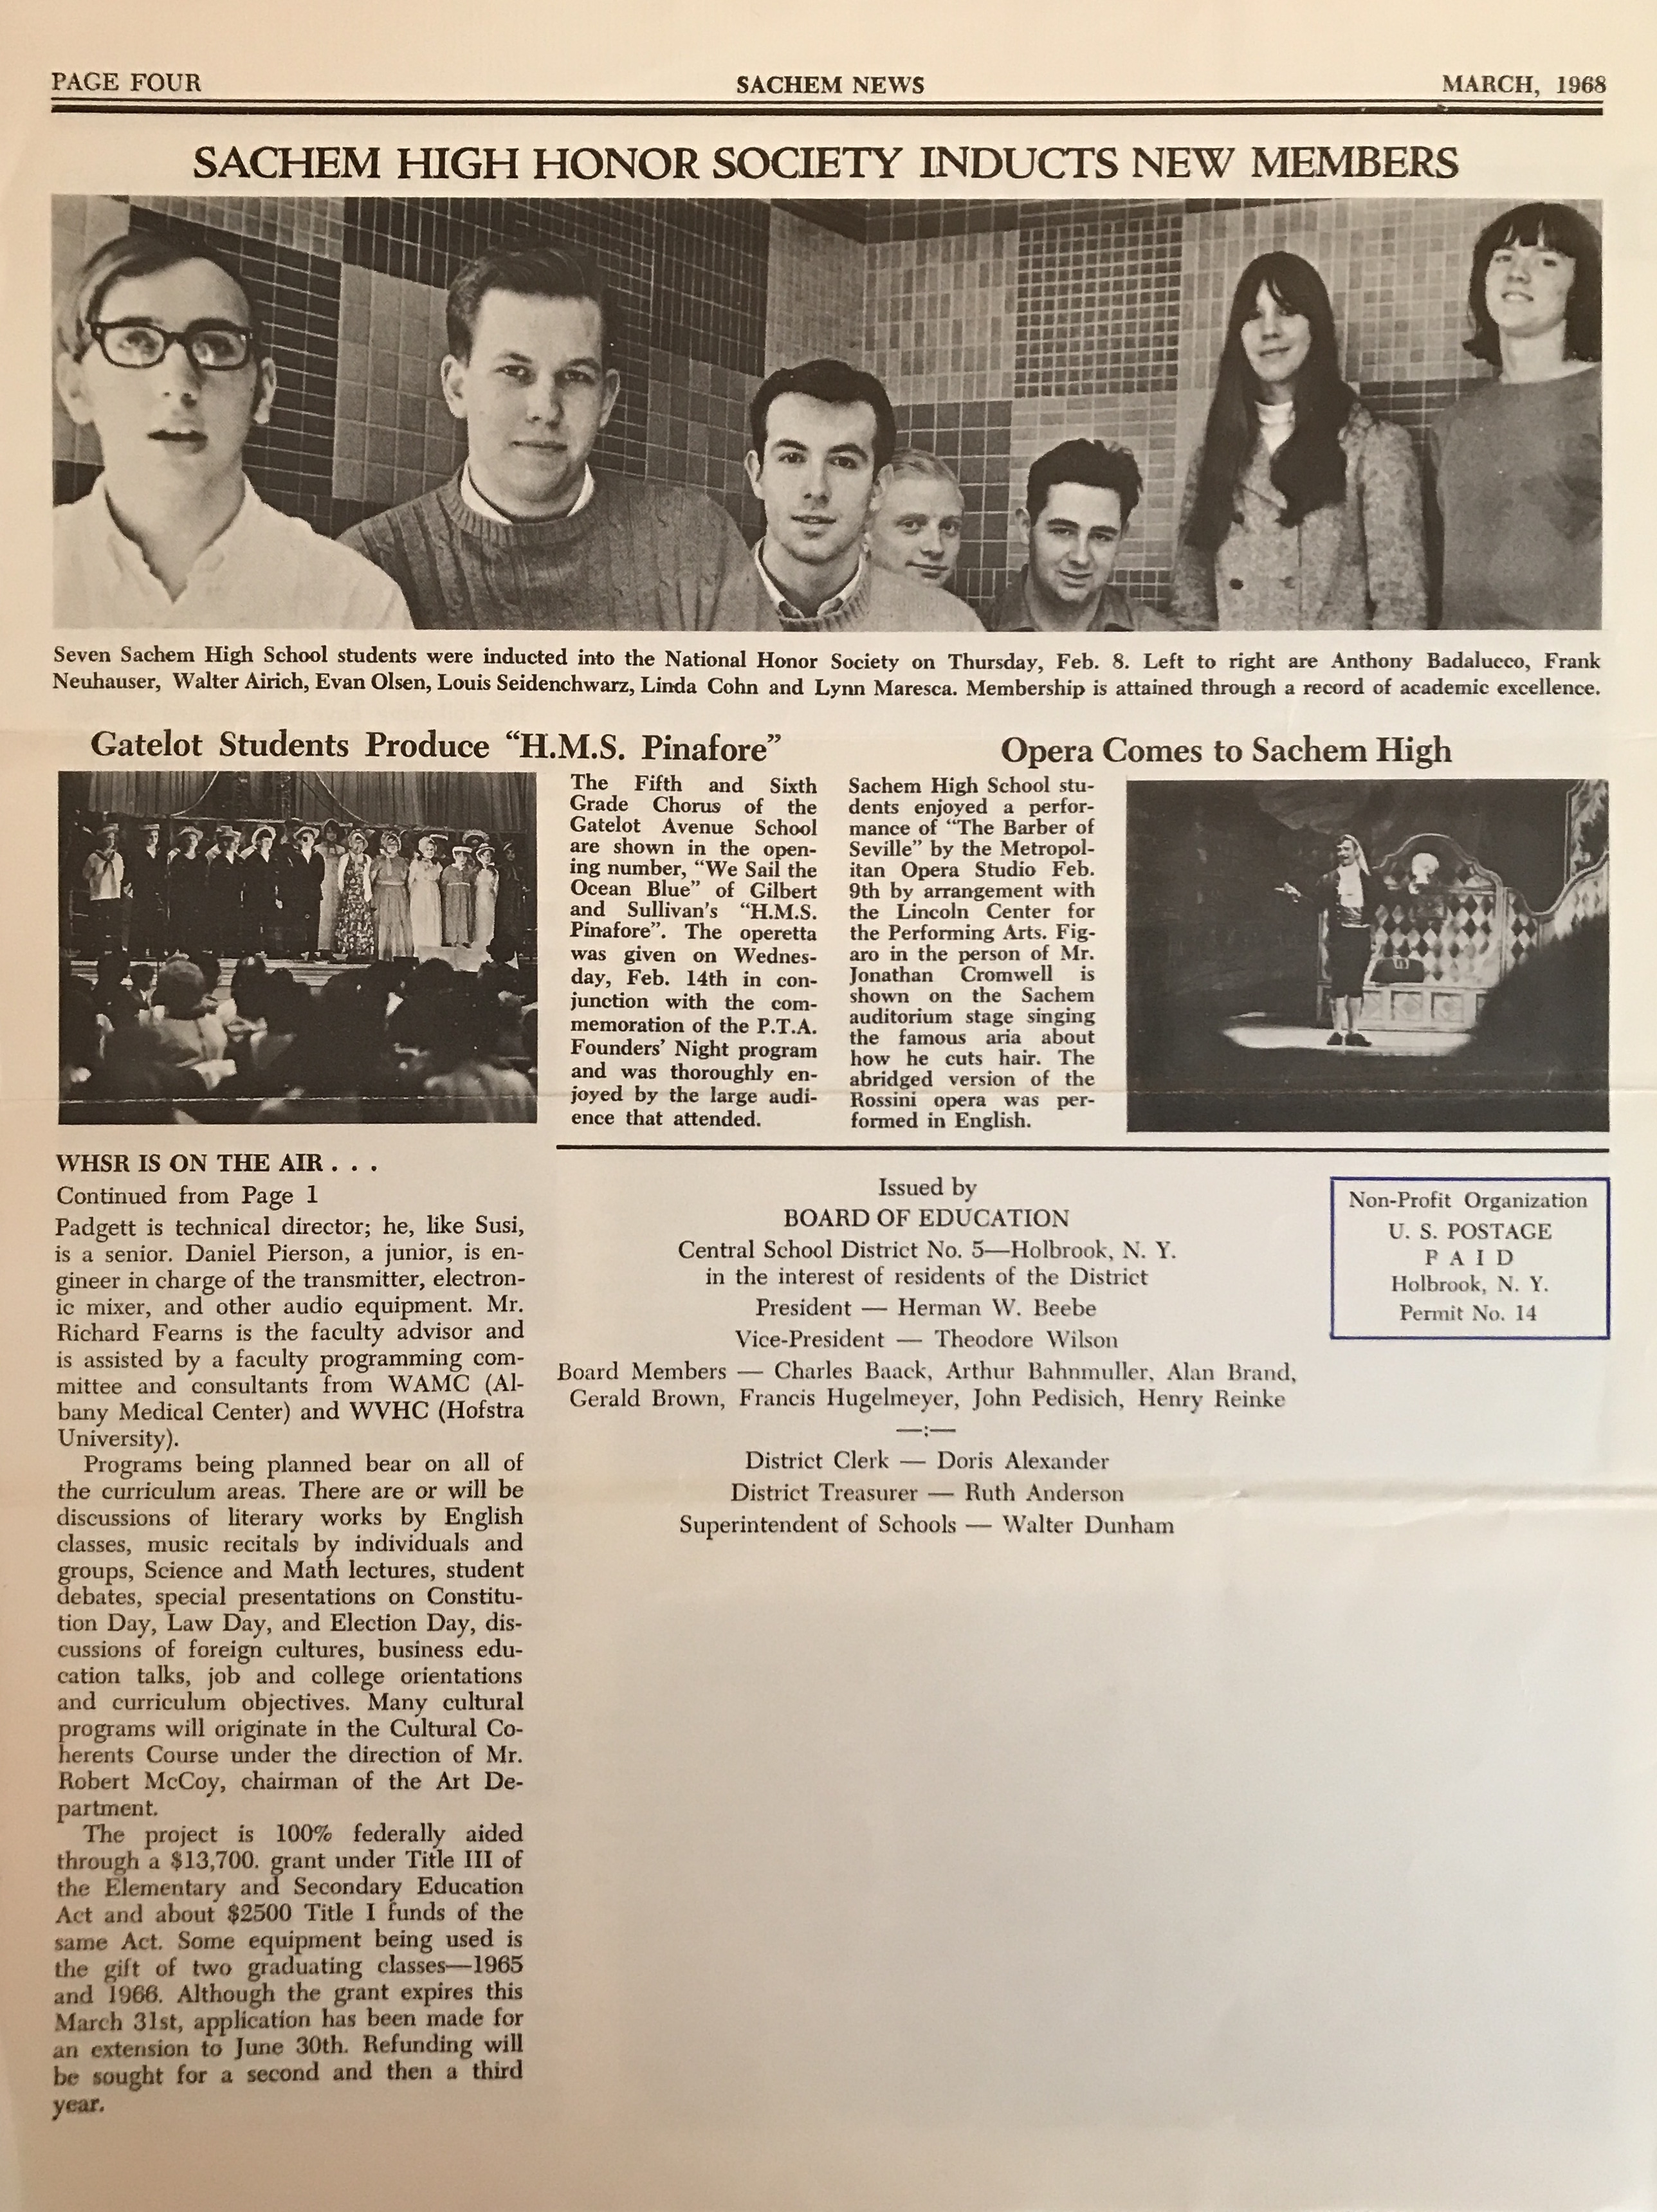 PAGE FOUR
SACHEM NEWS
MARCH, 1968
SACHEM HIGH HONOR SOCIETY INDUCTS NEW MEMBERS
Seven Sachem High School students were inducted into the National Honor Society on Thursday, Feb. 8. Left to right are Anthony Badalucco, Frank
Neuhauser, Walter Airich, Evan Olsen, Louis Seidenchwarz, Linda Cohn and Lynn Maresca. Membership is attained through a record of academic excellence.
Gatelot Students Produce “H.M.S. Pinafore”
The Fifth and Sixth
Grade Chorus of the
Gatelot Avenue School
are shown in the open-
ing number, “We Sail the
Ocean Blue” of Gilbert
and Sullivan’s “H.M.S.
Pinafore”. The operetta
was given on Wednes-
day, Feb. 14th in con-
junction with the com-
memoration of the P.T.A.
Founders’ Night program
and was thoroughly en-
joyed by the large audi-
ence that attended.
Opera Comes to Sachem High
Sachem High School stu-
dents enjoyed a perfor-
mance of “The Barber of
Seville” by the Metropol-
itan Opera Studio Feb.
9th by arrangement with
the Lincoln Center for
the Performing Arts. Fig-
aro in the person of Mr.
Jonathan Cromwell is
shown on the Sachem
auditorium stage singing
the famous aria about
how he cuts hair. The
abridged version of the
Rossini opera was per-
formed in English.
WHSR IS ON THE AIR . . .
Continued from Page 1
Padgett is technical director; he, like Susi,
is a senior. Daniel Pierson, a junior, is en-
gineer in charge of the transmitter, electron-
ic mixer, and other audio equipment. Mr.
Richard Fearns is the faculty advisor and
is assisted by a faculty programming com-
mittee and consultants from WAMC (Al-
bany Medical Center) and WVHC (Hofstra
University).
Programs being planned bear on all of
the curriculum areas. There are or will be
discussions of literary works by English
classes, music recitals by individuals and
groups, Science and Math lectures, student
debates, special presentations on Constitu-
tion Day, Law Day, and Election Day, dis-
cussions of foreign cultures, business edu-
cation talks, job and college orientations
and curriculum objectives. Many cultural
programs will originate in the Cultural Co-
herents Course under the direction of Mr.
Robert McCoy, chairman of the Art De-
partment.
The project is 100% federally aided
through a $13,700. grant under Title III of
the Elementary and Secondary Education
Act and about $2500 Title I funds of the
same Act. Some equipment being used is
the gift of two graduating classes—1965
and 1966. Although the grant expires this
March 31st, application has been made for
an extension to June 30th. Refunding will
be sought for a second and then a third
year.
Issued by
BOARD OF EDUCATION
Central School District No. 5—Holbrook, N. Y.
in the interest of residents of the District
President — Herman W. Beebe
Vice-President — Theodore Wilson
Board Members — Charles Baack, Arthur Bahnmuller, Alan Brand,
Gerald Brown, Francis Hugelmeyer, John Pedisich, Henry Reinke
—:—
District Clerk — Doris Alexander
District Treasurer — Ruth Anderson
Superintendent of Schools — Walter Dunham
Non-Profit Organization
U. S. POSTAGE
P A I D
Holbrook, N. Y.
Permit No. 14